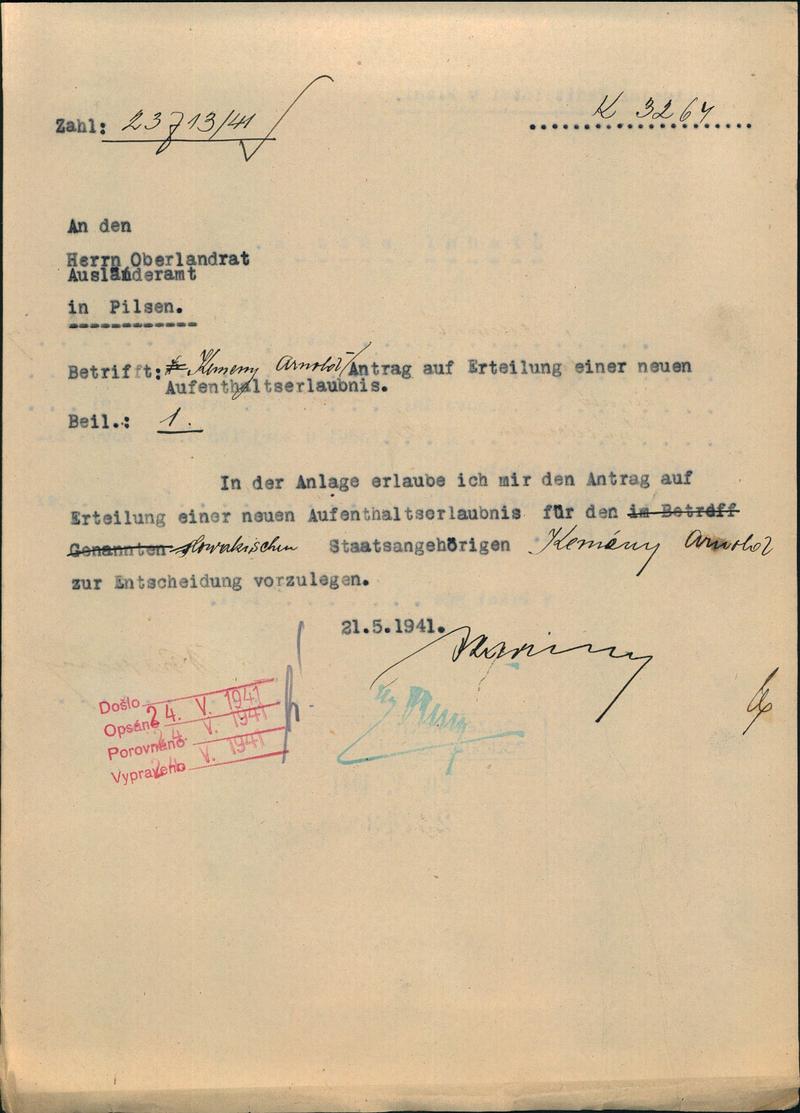 Zahl: 23713/41
K 3264
An den
Herrn Oberlandrat
Ausländeramt
in Pilsen.
Betrifft: Kemeny Arnold Antrag auf Erteilung einer neuen
Aufenthaltserlaubnis.
Beil.: 1.
In der Anlage erlaube ich mir den Antrag auf
Erteilung einer neuen Aufenthaltserlaubnis für den im Betreff
Genannten slowakischen Staatsangehörigen Kemény Arnold
zur Entscheidung vorzulegen.
21.5.1941.
Došlo 24. V. 1941
Opsáno 24. V. 1941
Porovnáno
Vypraveno 24. V. 1941